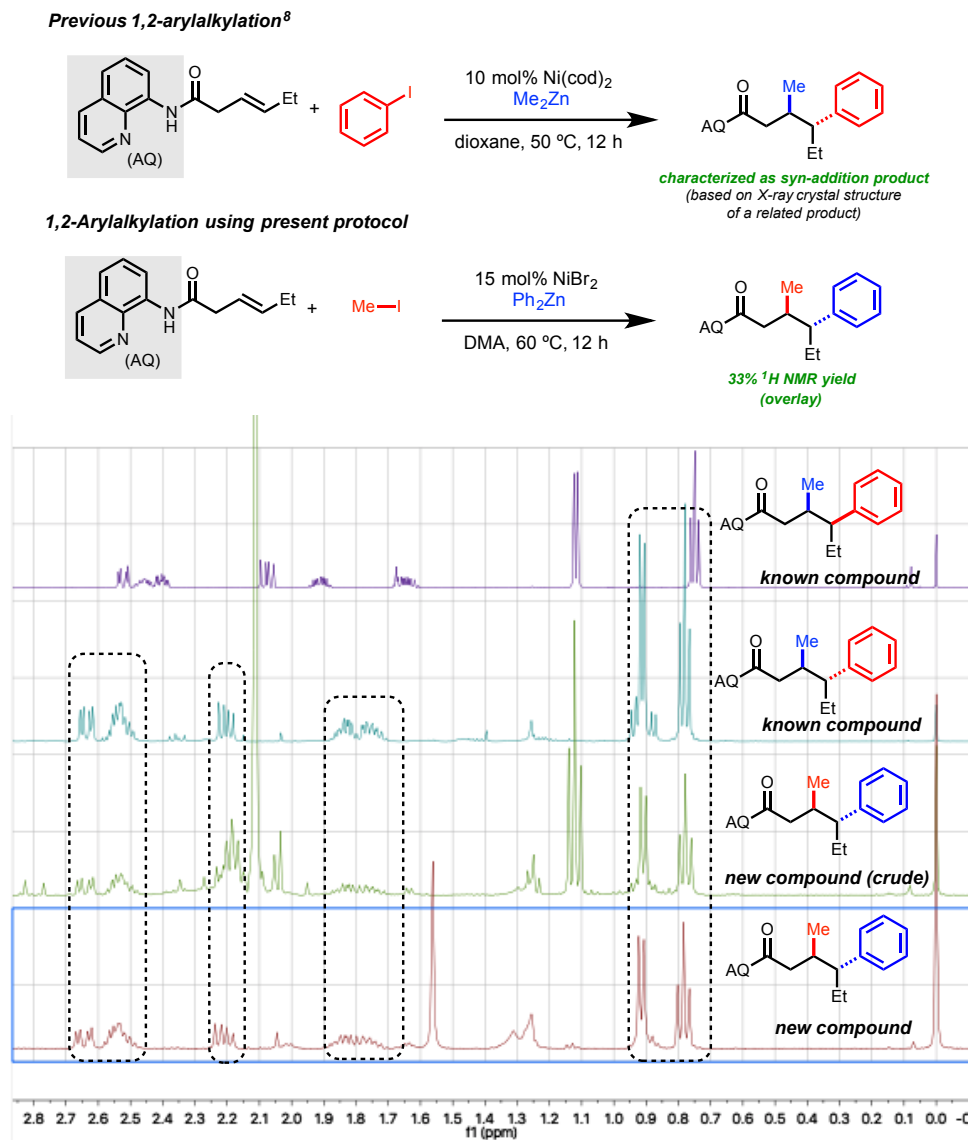 Previous 1,2-arylalkylation⁸
O
Et
N
H
N
(AQ)
+
I
10 mol% Ni(cod)₂
Me₂Zn
dioxane, 50 ºC, 12 h
O
Me
AQ
Et
characterized as syn-addition product
(based on X-ray crystal structure
of a related product)
1,2-Arylalkylation using present protocol
O
Et
N
H
N
(AQ)
+
Me I
15 mol% NiBr₂
Ph₂Zn
DMA, 60 ºC, 12 h
O
Me
AQ
Et
33% ¹H NMR yield
(overlay)
O
Me
AQ
Et
known compound
O
Me
AQ
Et
known compound
O
Me
AQ
Et
new compound (crude)
O
Me
AQ
Et
new compound
2.8 2.7 2.6 2.5 2.4 2.3 2.2 2.1 2.0 1.9 1.8 1.7 1.6 1.5 1.4 1.3 1.2 1.1 1.0 0.9 0.8 0.7 0.6 0.5 0.4 0.3 0.2 0.1 0.0 -0
f1 (ppm)